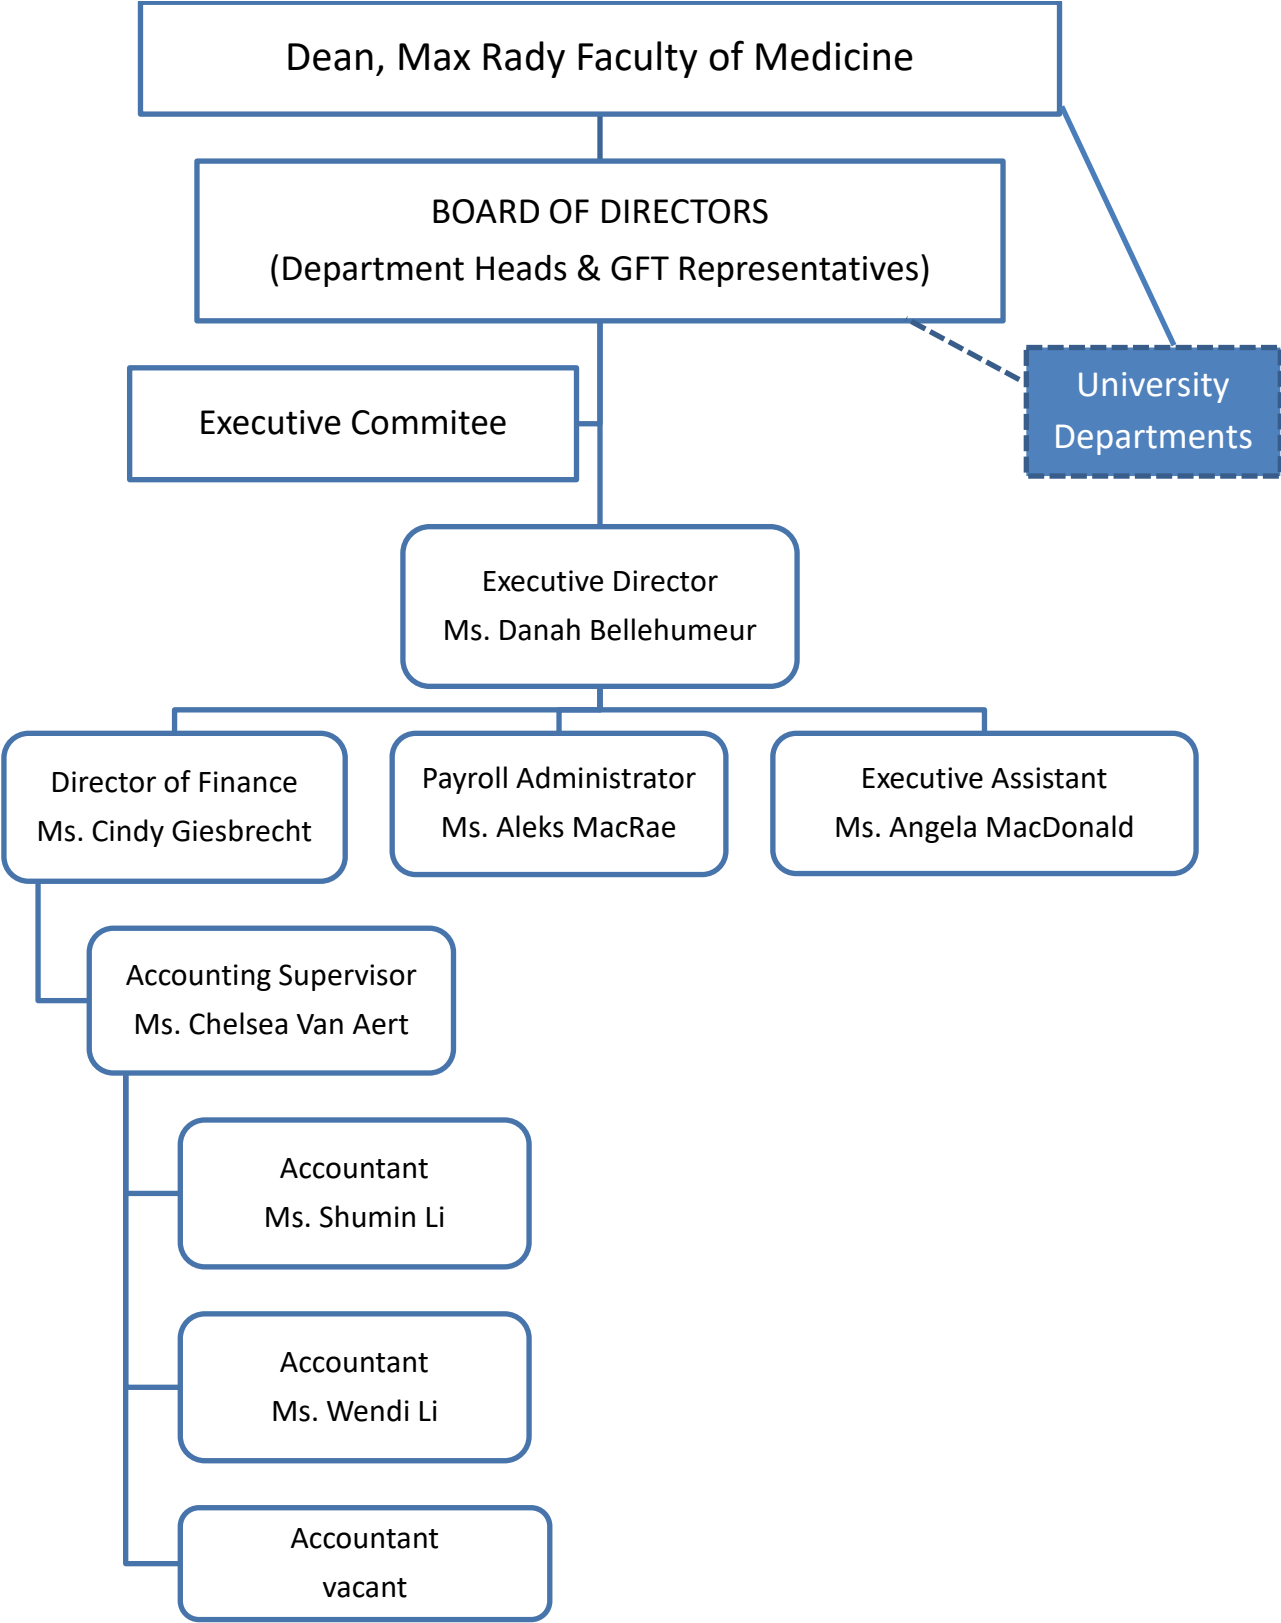 Dean, Max Rady Faculty of Medicine
BOARD OF DIRECTORS
(Department Heads & GFT Representatives)
University
Departments
Executive Commitee
Executive Director
Ms. Danah Bellehumeur
Director of Finance
Ms. Cindy Giesbrecht
Payroll Administrator
Ms. Aleks MacRae
Executive Assistant
Ms. Angela MacDonald
Accounting Supervisor
Ms. Chelsea Van Aert
Accountant
Ms. Shumin Li
Accountant
Ms. Wendi Li
Accountant
vacant